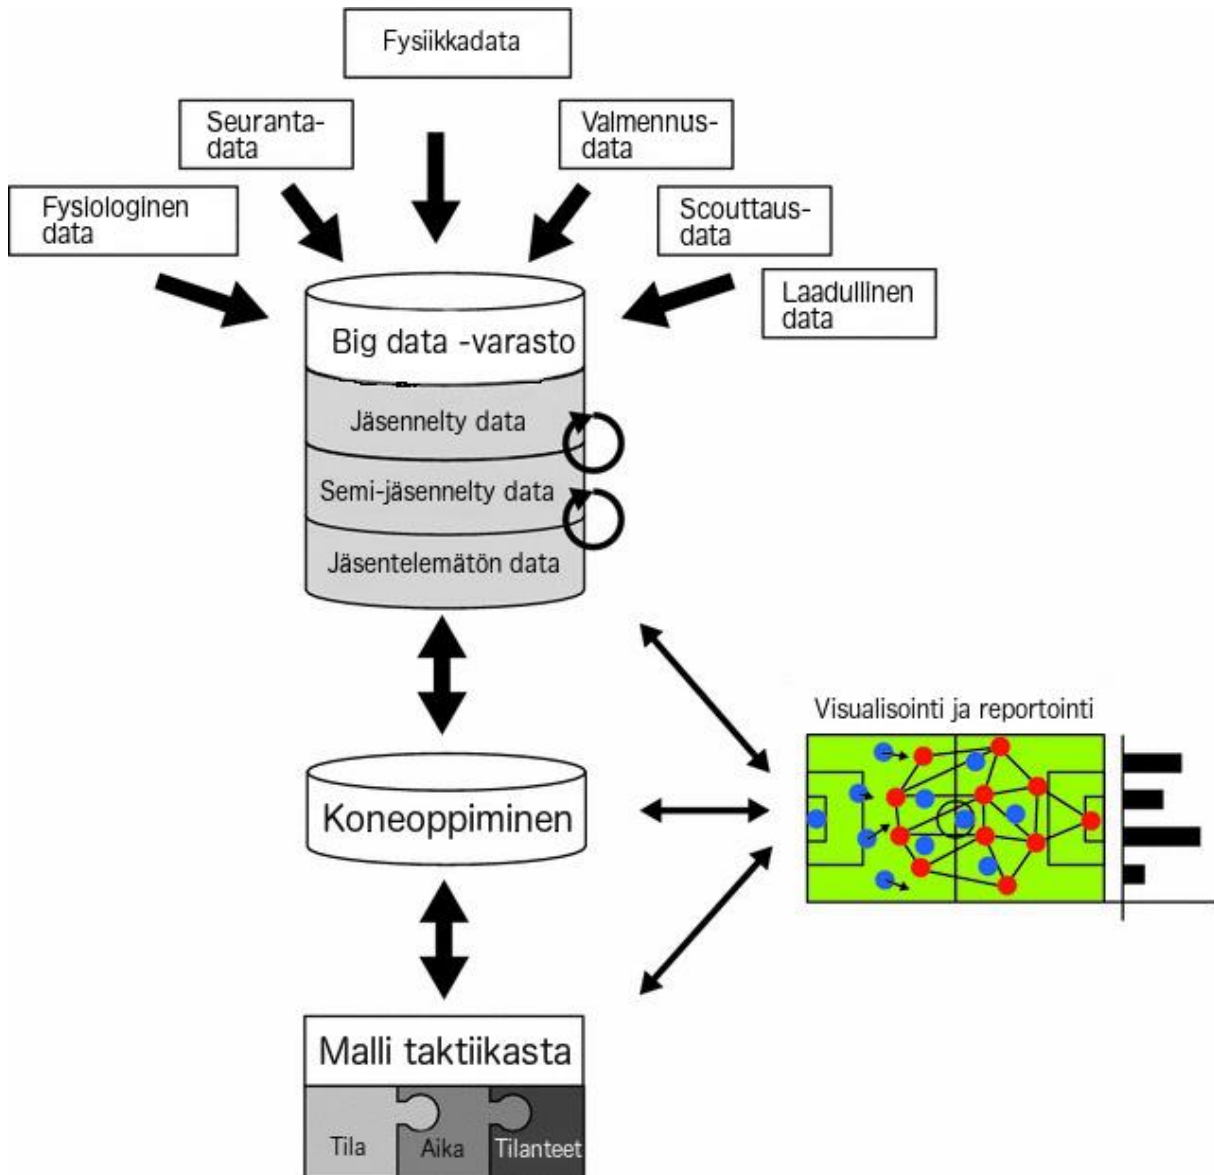 Fysiikkadata
Seuranta-
data
Valmennus-
data
Fysiologinen
data
Scouttaus-
data
Laadullinen
data
Big data -varasto
Jäsennelty data
Semi-jäsennelty data
Jäsentelemätön data
Visualisointi ja reportointi
Koneoppiminen
Malli taktiikasta
Tila
Aika
Tilanteet